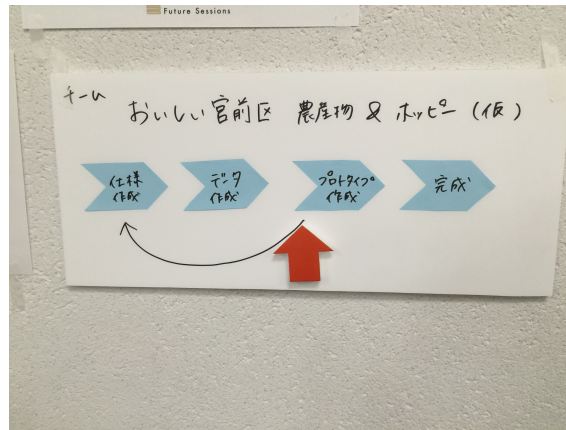 Future Sessions
チーム
おいしい宮前区 農産物 & ホッピー (仮)
仕様
作成
データ
作成
プロトタイプ
作成
完成